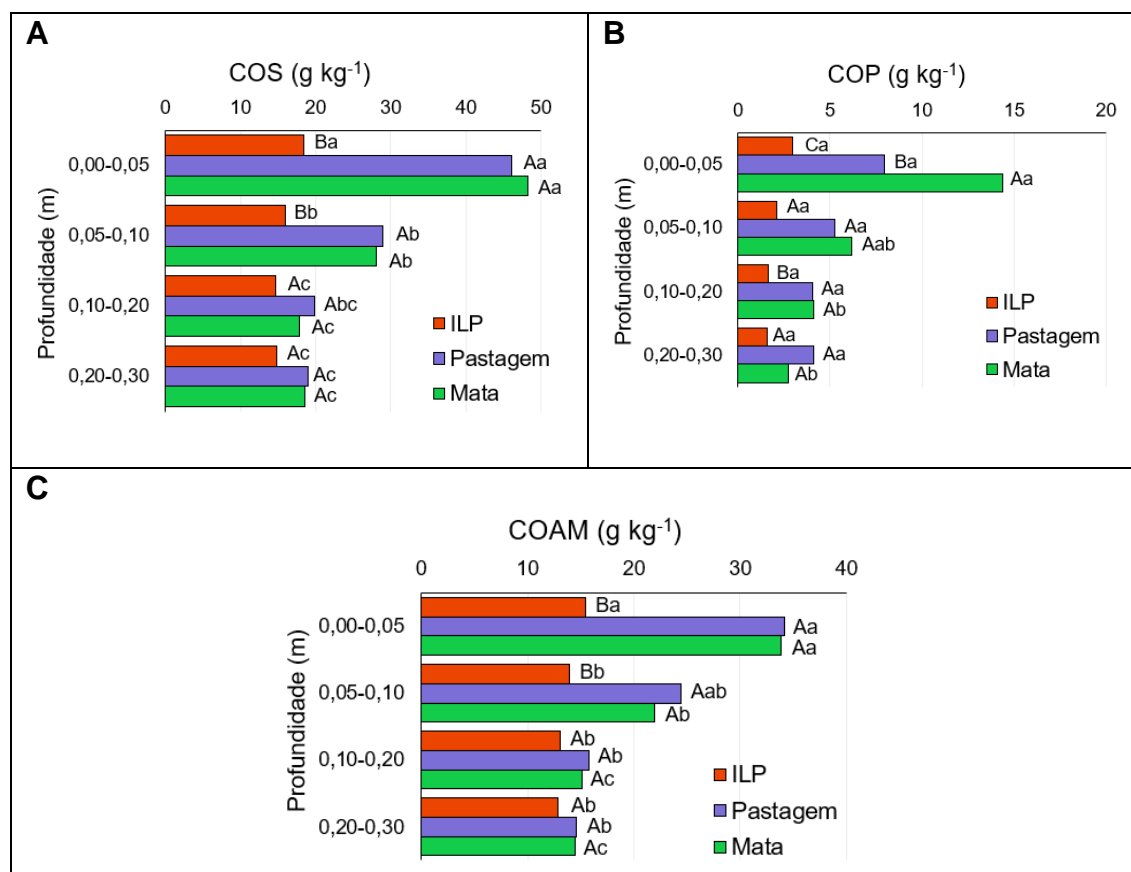 A
COS (g kg-1)
0 10 20 30 40 50
Profundidade (m)
0,00-0,05
Ba
Aa
Aa
0,05-0,10
Bb
Ab
Ab
0,10-0,20
Ac
Abc
Ac
0,20-0,30
Ac
Ac
Ac
ILP
Pastagem
Mata
B
COP (g kg-1)
0 5 10 15 20
Profundidade (m)
0,00-0,05
Ca
Ba
Aa
0,05-0,10
Aa
Aa
Aab
0,10-0,20
Ba
Aa
Ab
0,20-0,30
Aa
Aa
Ab
ILP
Pastagem
Mata
C
COAM (g kg-1)
0 10 20 30 40
Profundidade (m)
0,00-0,05
Ba
Aa
Aa
0,05-0,10
Bb
Aab
Ab
0,10-0,20
Ab
Ab
Ac
0,20-0,30
Ab
Ab
Ac
ILP
Pastagem
Mata